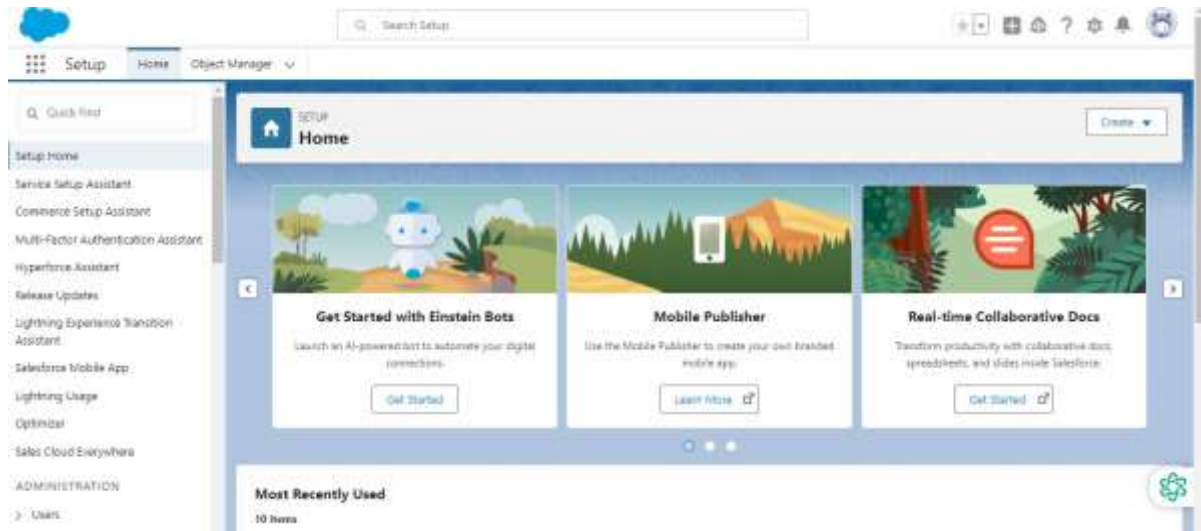 Search Setup
Setup
Home
Object Manager
Quick Find
Setup Home
Service Setup Assistant
Commerce Setup Assistant
Multi-Factor Authentication Assistant
Hyperforce Assistant
Release Updates
Lightning Experience Transition
Assistant
Salesforce Mobile App
Lightning Usage
Optimizer
Sales Cloud Everywhere
ADMINISTRATION
Users
SETUP
Home
Create
Get Started with Einstein Bots
Launch an AI-powered bot to automate your digital
connections.
Get Started
Mobile Publisher
Use the Mobile Publisher to create your own branded
mobile app.
Learn More
Real-time Collaborative Docs
Transform productivity with collaborative docs,
spreadsheets, and slides inside Salesforce.
Get Started
Most Recently Used
10 items